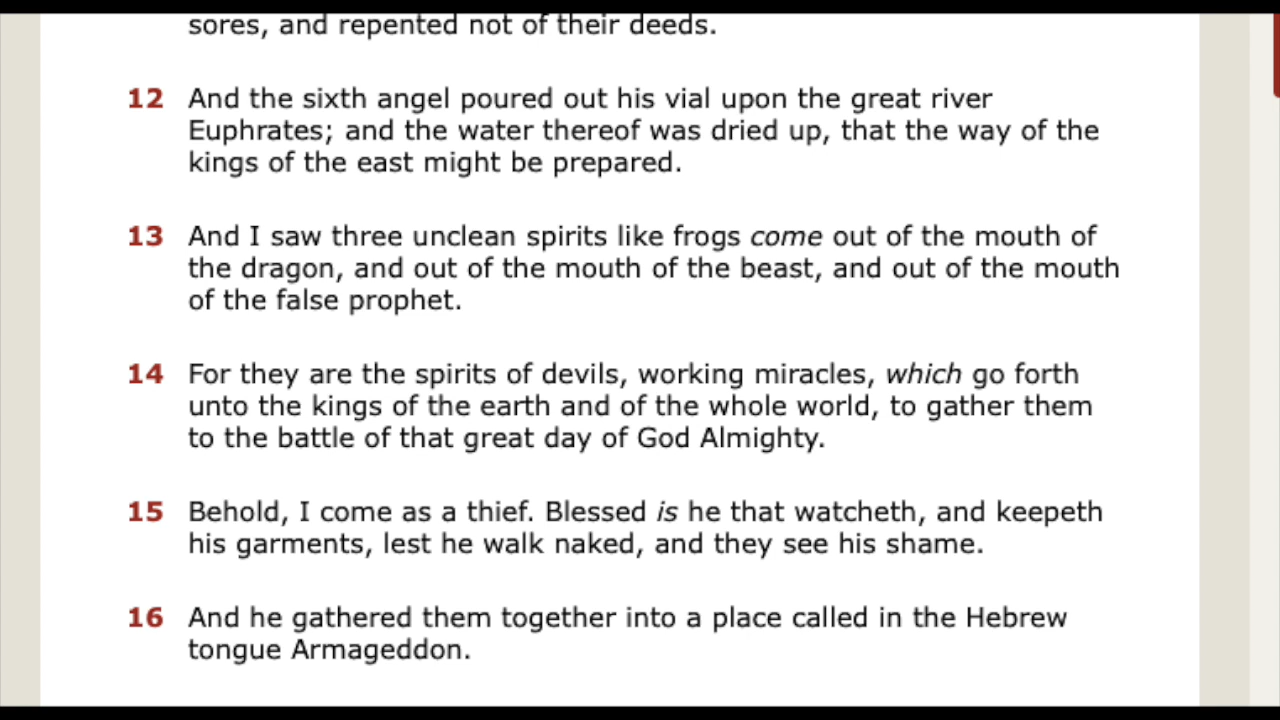 sores, and repented not of their deeds.
12 And the sixth angel poured out his vial upon the great river
Euphrates; and the water thereof was dried up, that the way of the
kings of the east might be prepared.
13 And I saw three unclean spirits like frogs come out of the mouth of
the dragon, and out of the mouth of the beast, and out of the mouth
of the false prophet.
14 For they are the spirits of devils, working miracles, which go forth
unto the kings of the earth and of the whole world, to gather them
to the battle of that great day of God Almighty.
15 Behold, I come as a thief. Blessed is he that watcheth, and keepeth
his garments, lest he walk naked, and they see his shame.
16 And he gathered them together into a place called in the Hebrew
tongue Armageddon.